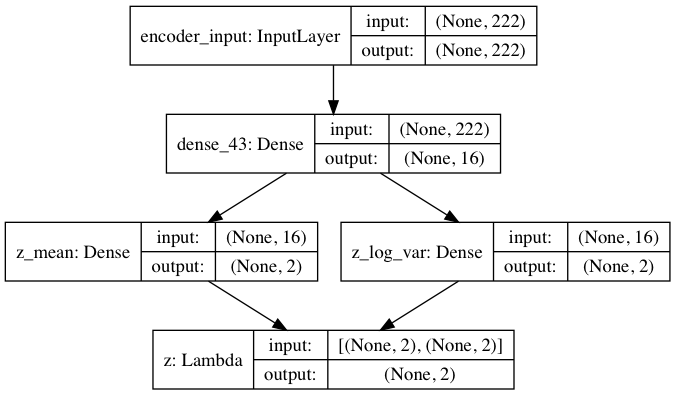 encoder_input: InputLayer
input: (None, 222)
output: (None, 222)
dense_43: Dense
input: (None, 222)
output: (None, 16)
z_mean: Dense
input: (None, 16)
output: (None, 2)
z_log_var: Dense
input: (None, 16)
output: (None, 2)
z: Lambda
input: [(None, 2), (None, 2)]
output: (None, 2)